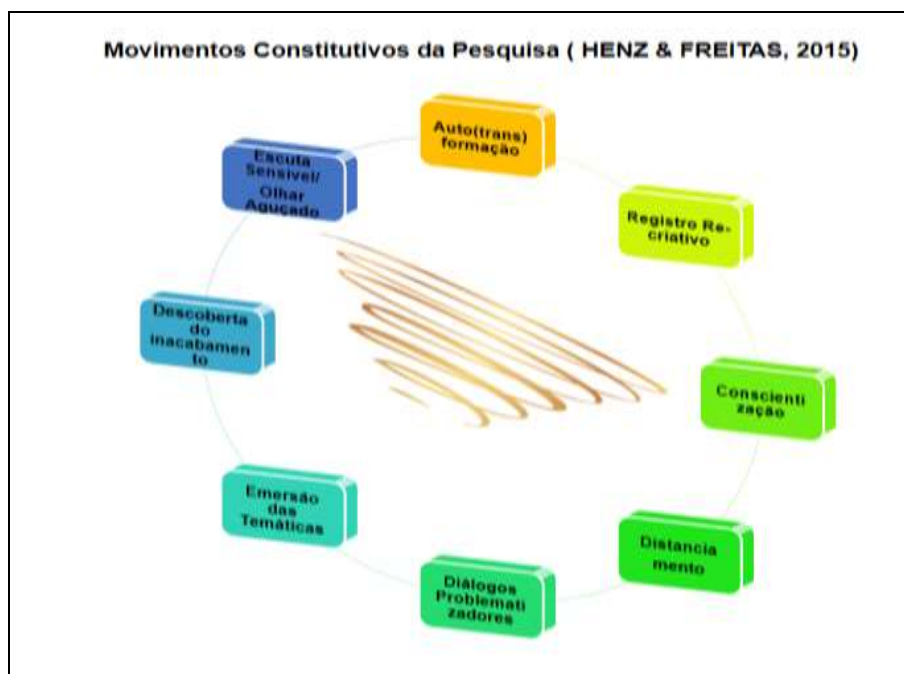 Movimentos Constitutivos da Pesquisa ( HENZ & FREITAS, 2015)
Auto(trans)
formação
Registro Re-
criativo
Conscienti
zação
Distancia
mento
Diálogos
Problemati
zadores
Emersão
das
Temáticas
Descoberta
do
inacabamen
to
Escuta
Sensível/
Olhar
Aguçado